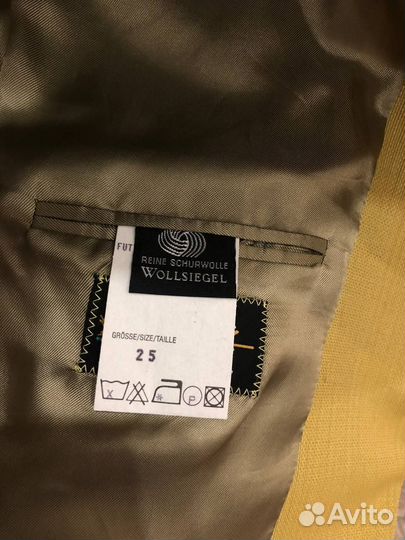 FUT
REINE SCHURWOLLE
WOLLSIEGEL
GRÖSSE/SIZE/TAILLE
25
X
P
Avito